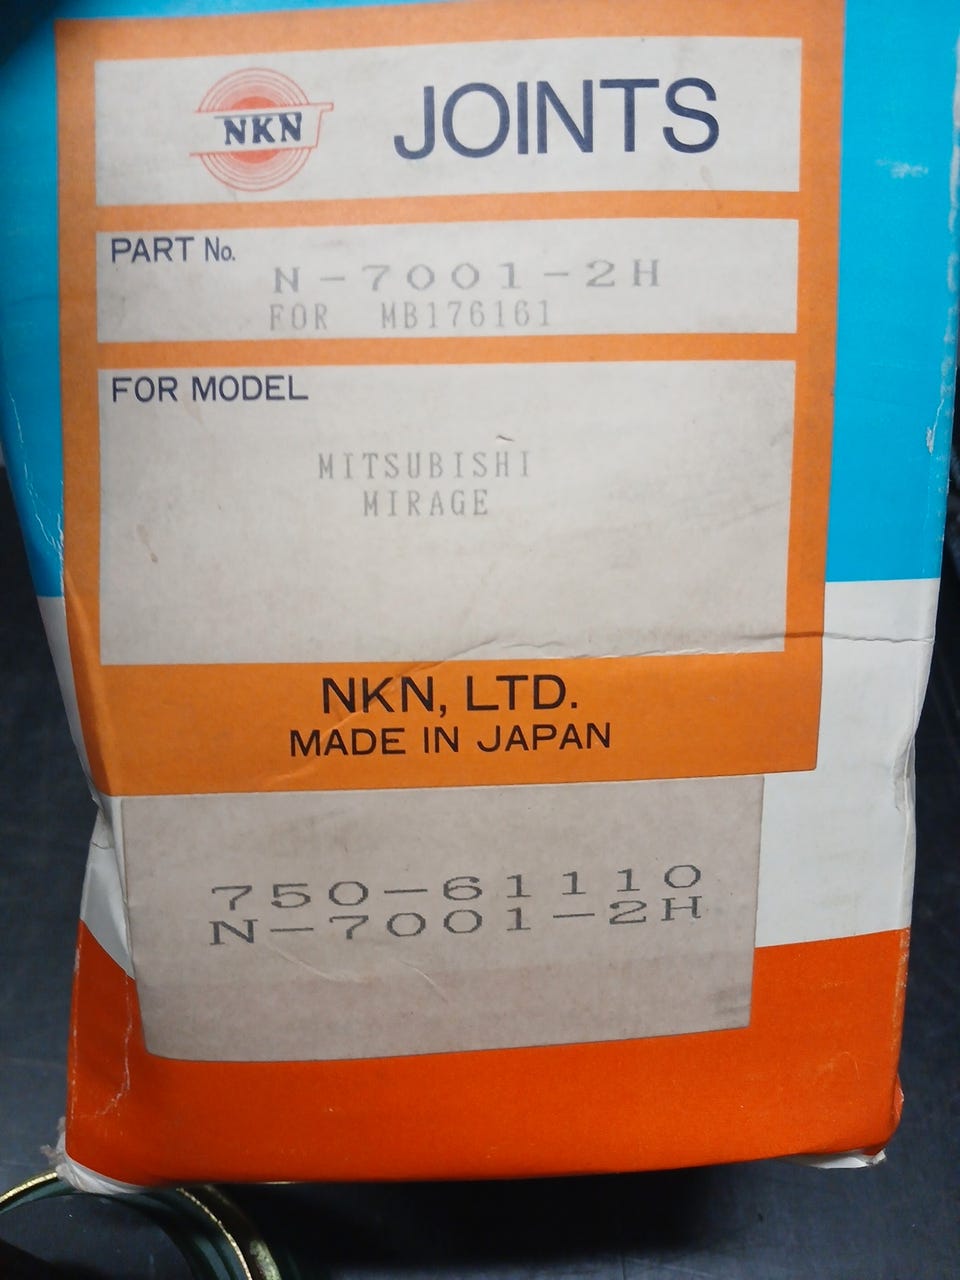 NKN
JOINTS
PART No.
N-7001-2H
FOR MB176161
FOR MODEL
MITSUBISHI
MIRAGE
NKN, LTD.
MADE IN JAPAN
750-61110
N-7001-2H